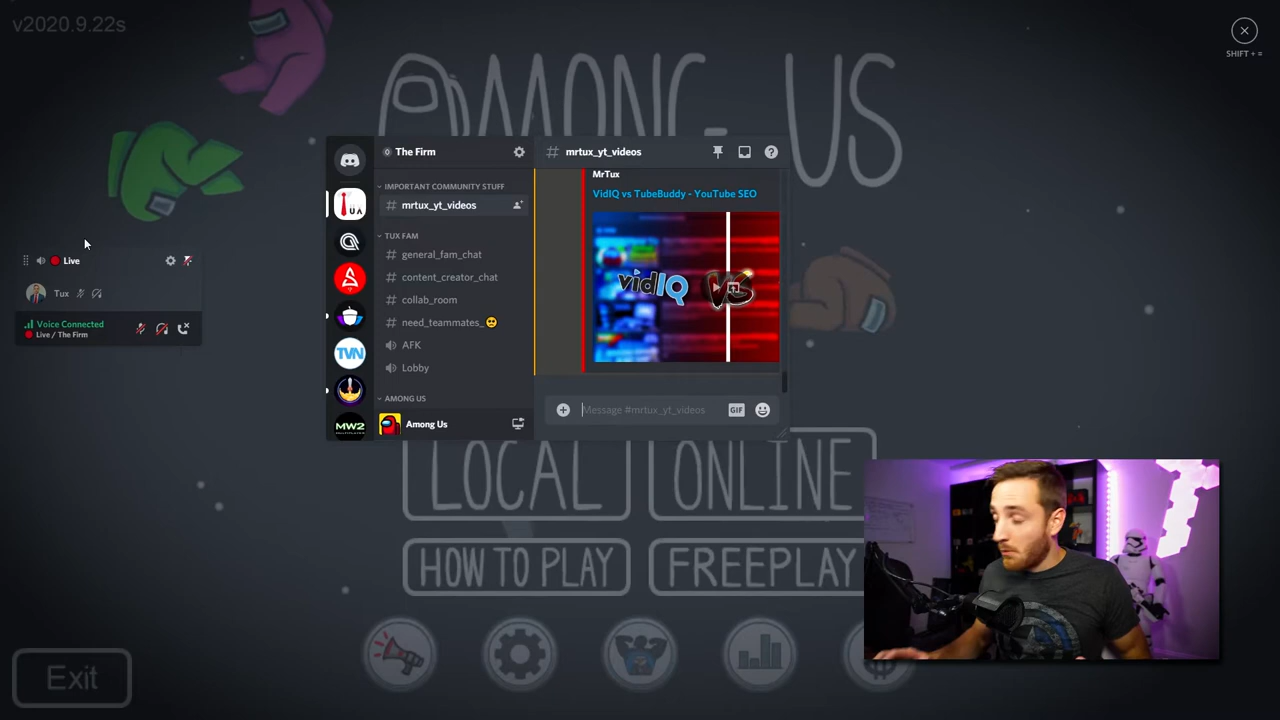 v2020.9.22s
SHIFT + =
AMONG US
The Firm
mrtux_yt_videos
IMPORTANT COMMUNITY STUFF
mrtux_yt_videos
TUX FAM
general_fam_chat
content_creator_chat
collab_room
need_teammates_
AFK
Lobby
AMONG US
Among Us
MrTux
VidIQ vs TubeBuddy - YouTube SEO
vidIQ
VS
Message #mrtux_yt_videos
GIF
TVN
MW2
Live
Tux
Voice Connected
Live / The Firm
LOCAL
ONLINE
HOW TO PLAY
FREEPLAY
Exit